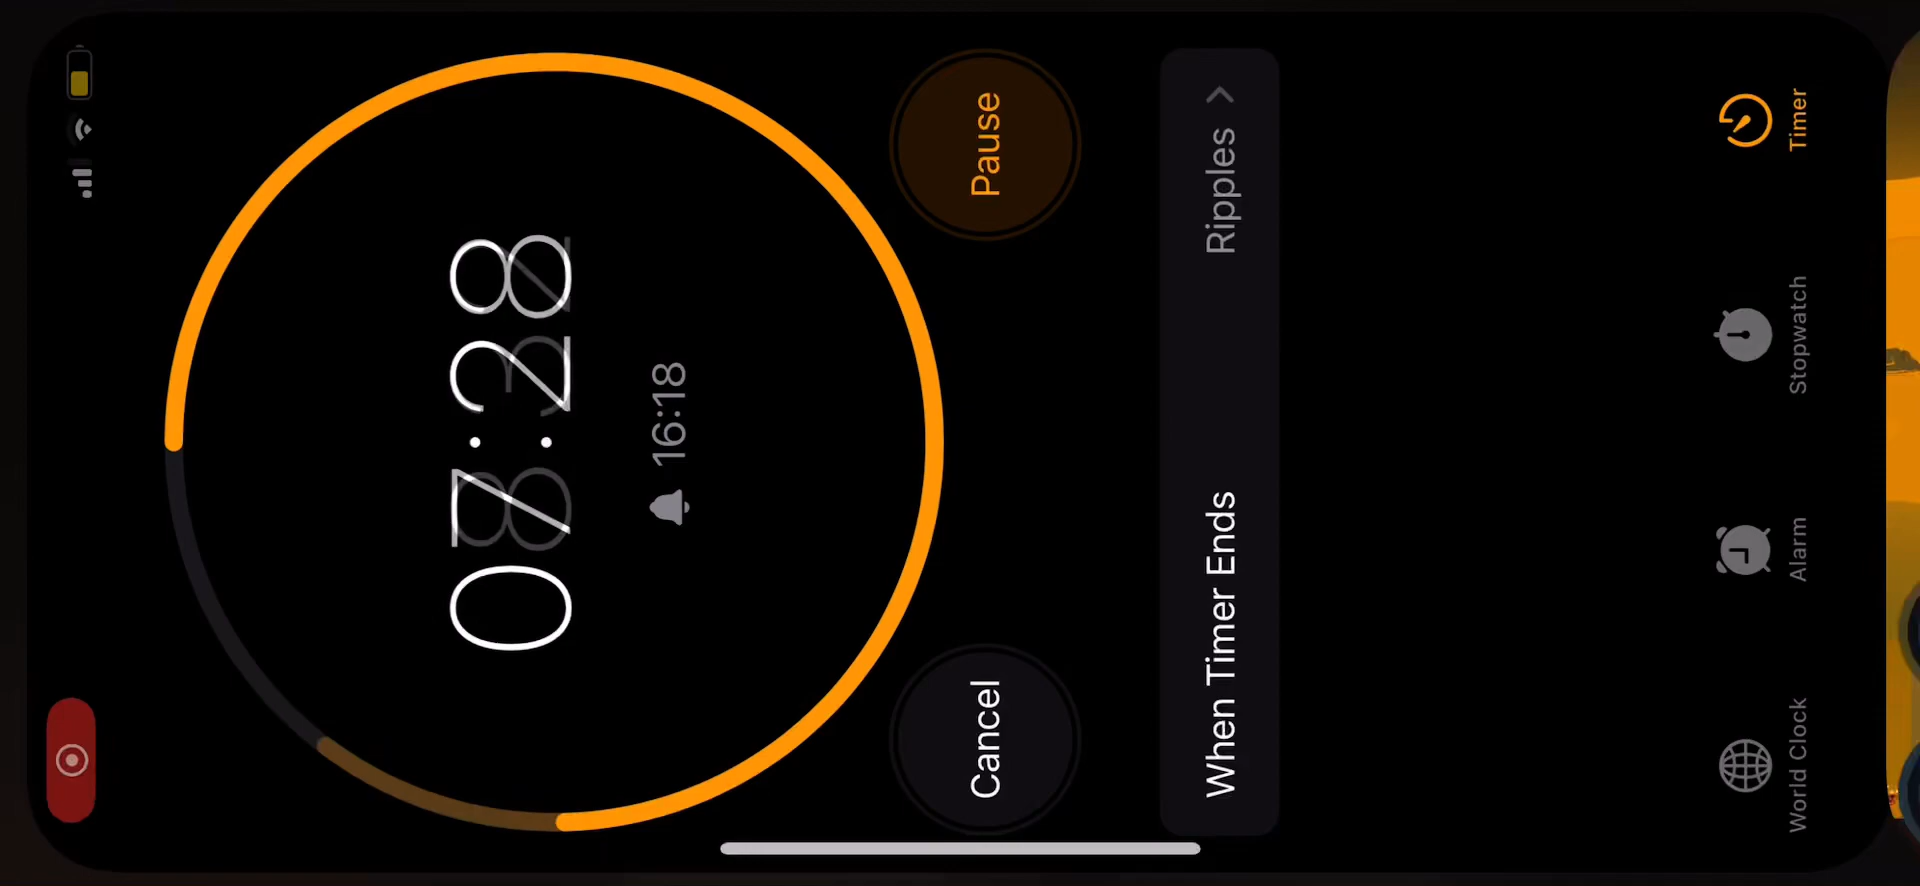 07:28
16:18
Cancel
Pause
When Timer Ends
Ripples
World Clock
Alarm
Stopwatch
Timer